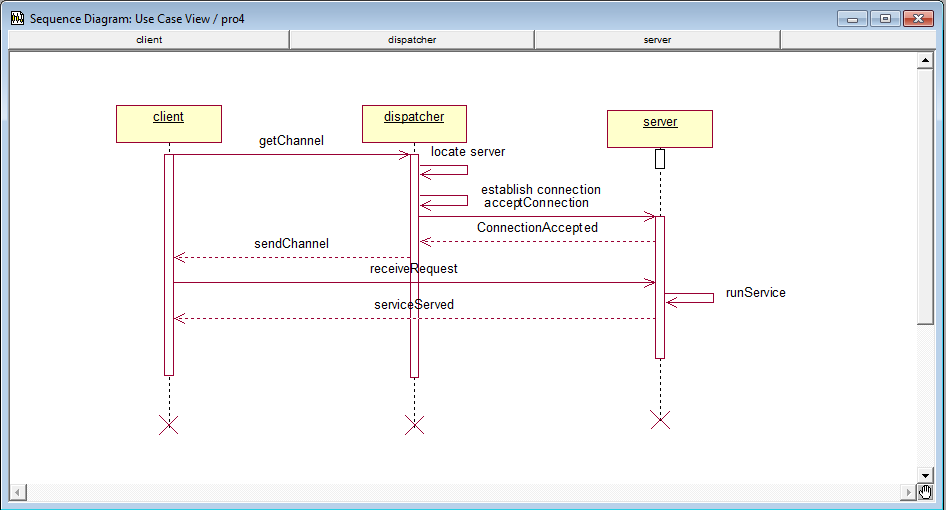 Sequence Diagram: Use Case View / pro4
client
dispatcher
server
client
dispatcher
server
getChannel
locate server
establish connection
acceptConnection
ConnectionAccepted
sendChannel
receiveRequest
runService
serviceServed